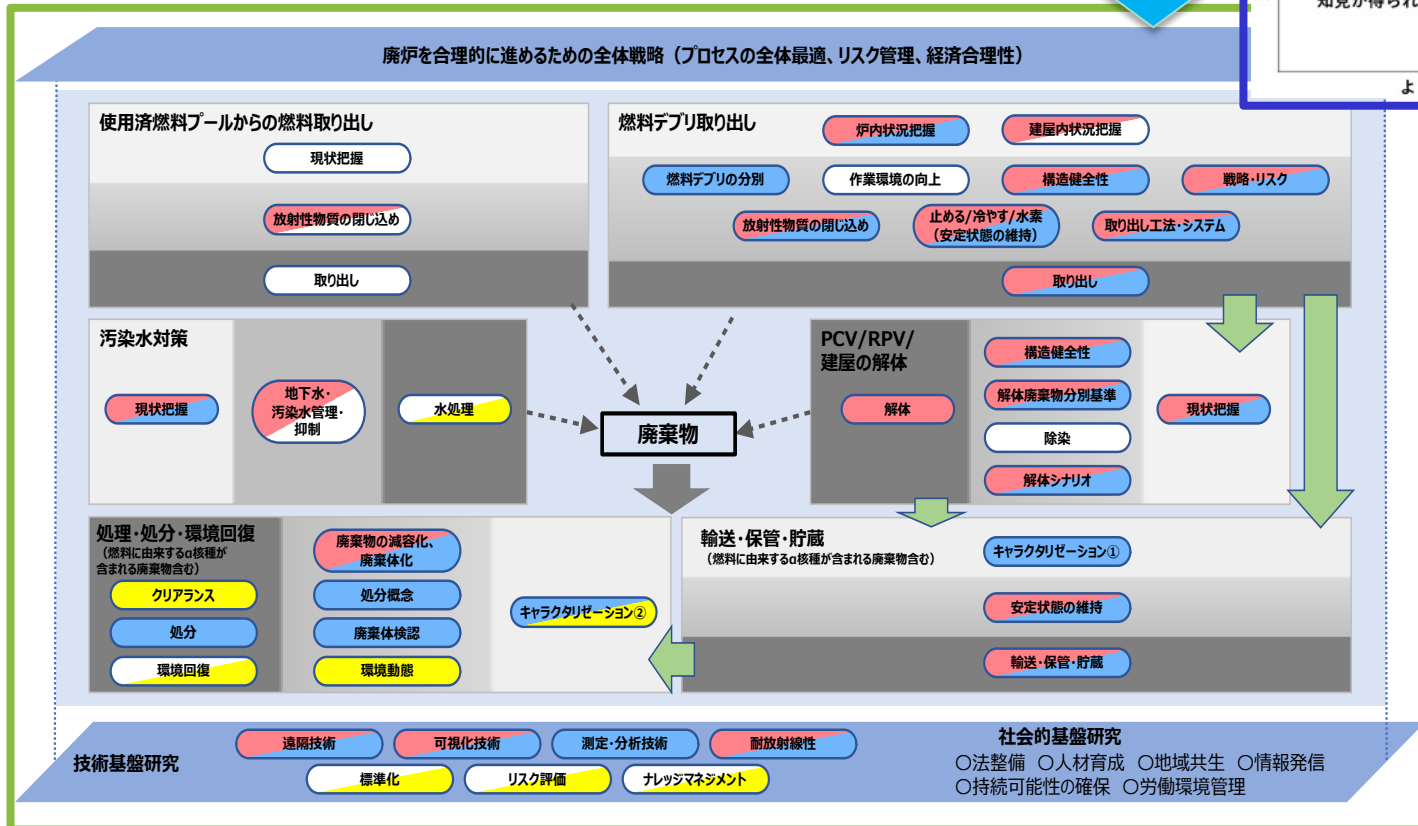 知見が得られ
よ
廃炉を合理的に進めるための全体戦略（プロセスの全体最適、リスク管理、経済合理性）
使用済燃料プールからの燃料取り出し
現状把握
放射性物質の閉じ込め
取り出し
燃料デブリ取り出し
炉内状況把握
建屋内状況把握
燃料デブリの分別
作業環境の向上
構造健全性
戦略・リスク
放射性物質の閉じ込め
止める/冷やす/水素
（安定状態の維持）
取り出し工法・システム
取り出し
汚染水対策
現状把握
地下水・
汚染水管理・
抑制
水処理
廃棄物
PCV/RPV/
建屋の解体
解体
構造健全性
解体廃棄物分別基準
除染
解体シナリオ
現状把握
処理・処分・環境回復
（燃料に由来するα核種が
含まれる廃棄物含む）
クリアランス
処分
環境回復
廃棄物の減容化、
廃棄体化
処分概念
廃棄体検認
環境動態
キャラクタリゼーション②
輸送・保管・貯蔵
（燃料に由来するα核種が含まれる廃棄物含む）
キャラクタリゼーション①
安定状態の維持
輸送・保管・貯蔵
技術基盤研究
遠隔技術
可視化技術
測定・分析技術
耐放射線性
標準化
リスク評価
ナレッジマネジメント
社会的基盤研究
〇法整備 〇人材育成 〇地域共生 〇情報発信
〇持続可能性の確保 〇労働環境管理